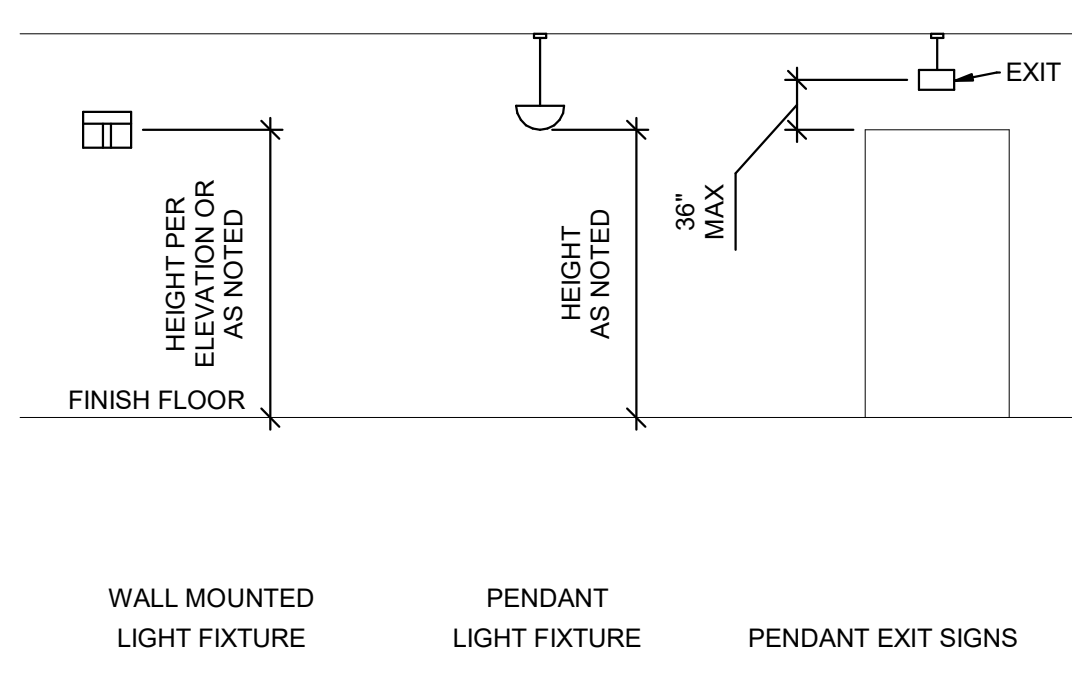 EXIT
HEIGHT PER
ELEVATION OR
AS NOTED
HEIGHT
AS NOTED
36"
MAX
FINISH FLOOR
WALL MOUNTED
LIGHT FIXTURE
PENDANT
LIGHT FIXTURE
PENDANT EXIT SIGNS